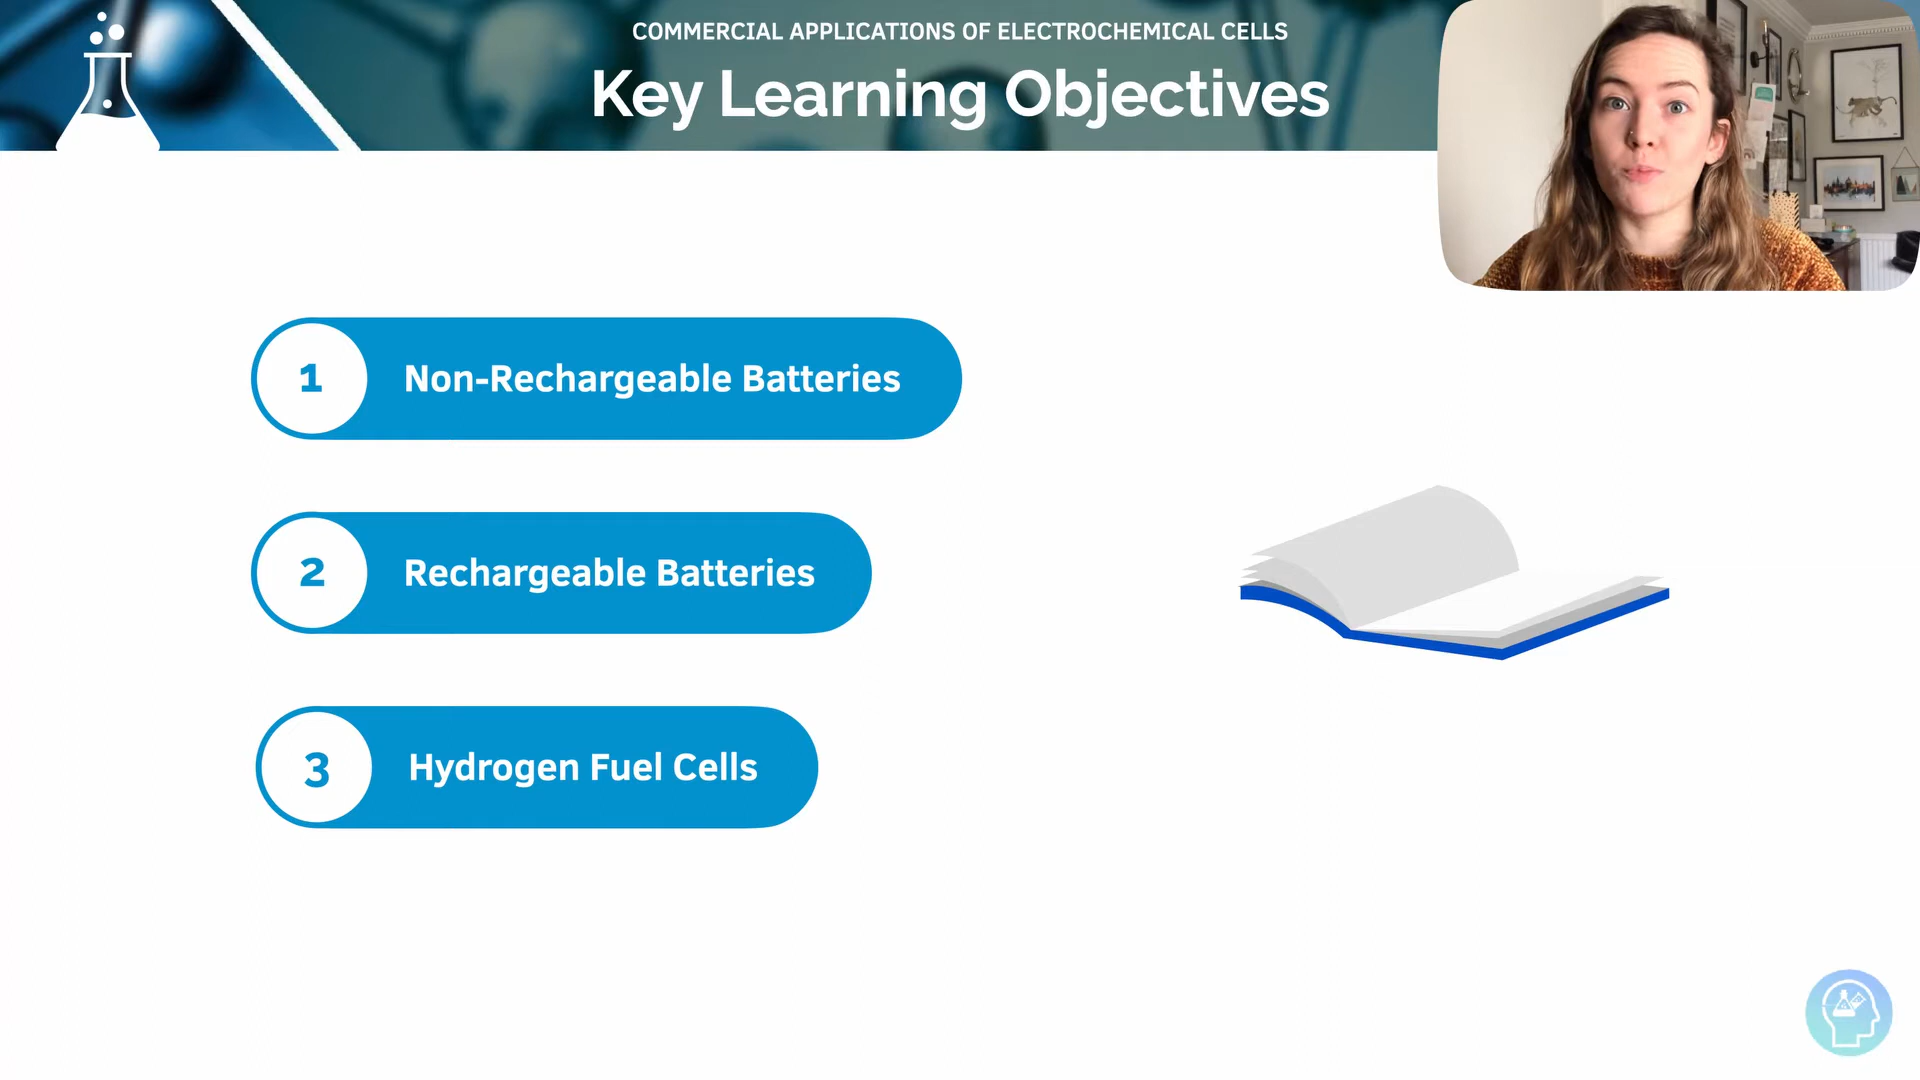 COMMERCIAL APPLICATIONS OF ELECTROCHEMICAL CELLS
Key Learning Objectives
1 Non-Rechargeable Batteries
2 Rechargeable Batteries
3 Hydrogen Fuel Cells